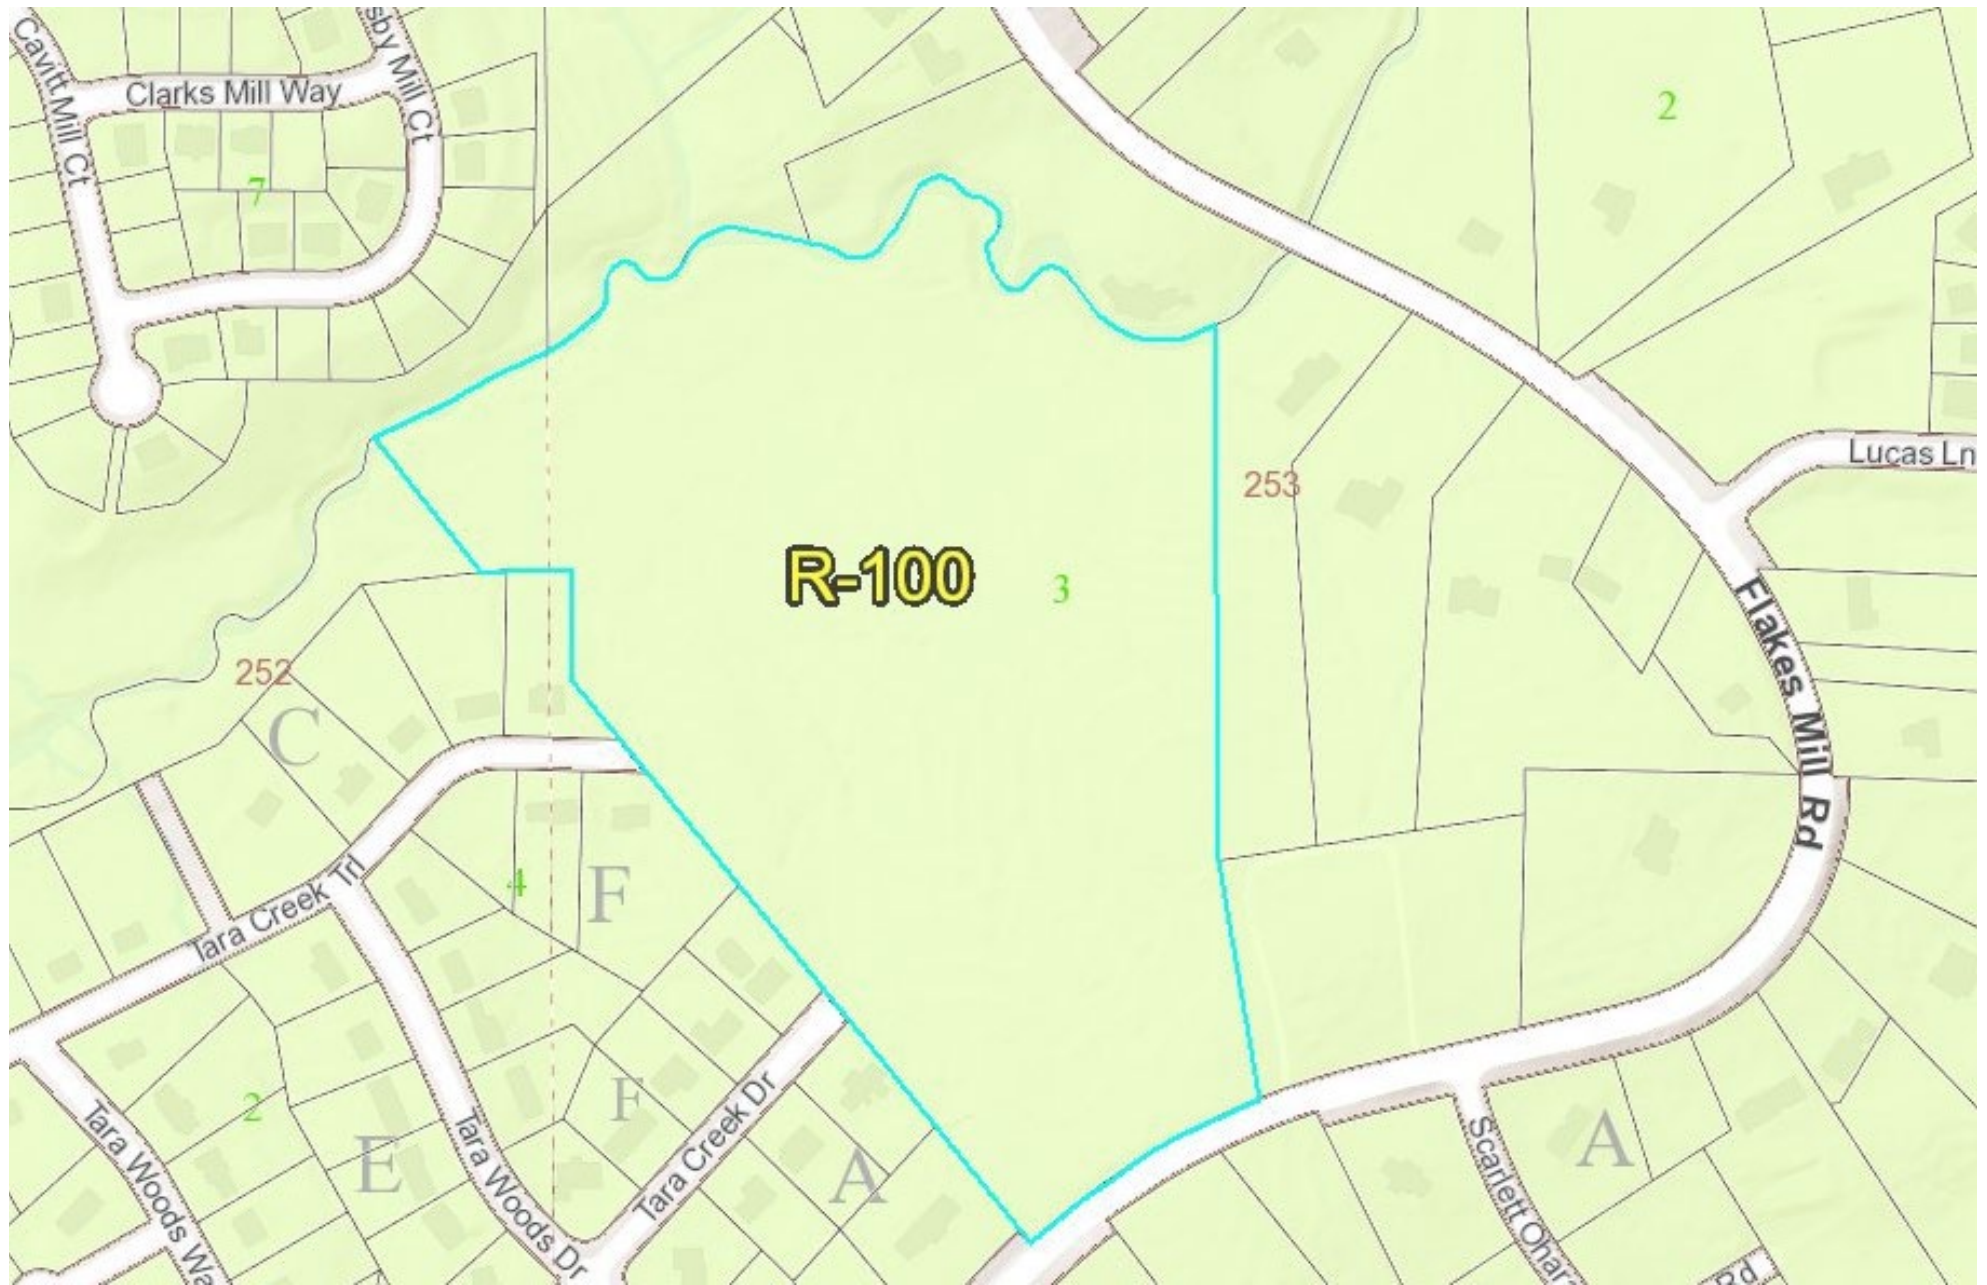 Cavitt Mill Ct
sby Mill Ct
Clarks Mill Way
7
2
Lucas Ln
253
R-100
3
Flakes Mill Rd
252
C
F
4
Tara Creek Trl
2
E
F
A
A
Tara Woods Wa
Tara Woods Dr
Tara Creek Dr
Scarlett Ohar
Rd